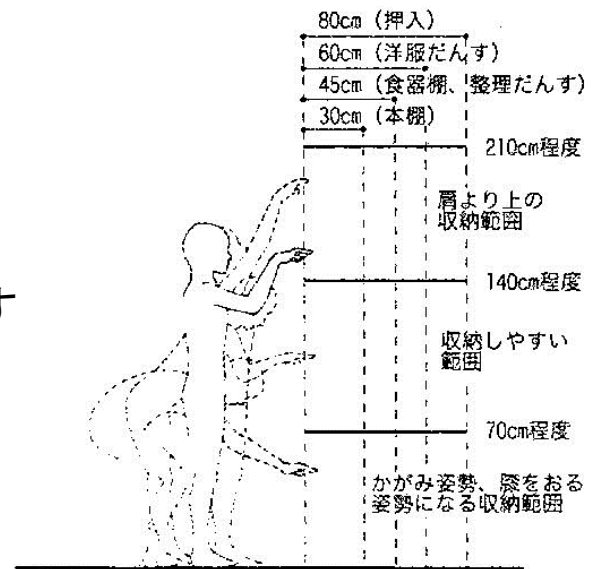 80cm (押入)
60cm (洋服だんす)
45cm (食器棚、整理だんす)
30cm (本棚)
210cm程度
肩より上の
収納範囲
140cm程度
収納しやすい
範囲
70cm程度
かがみ姿勢、膝をおる
姿勢になる収納範囲